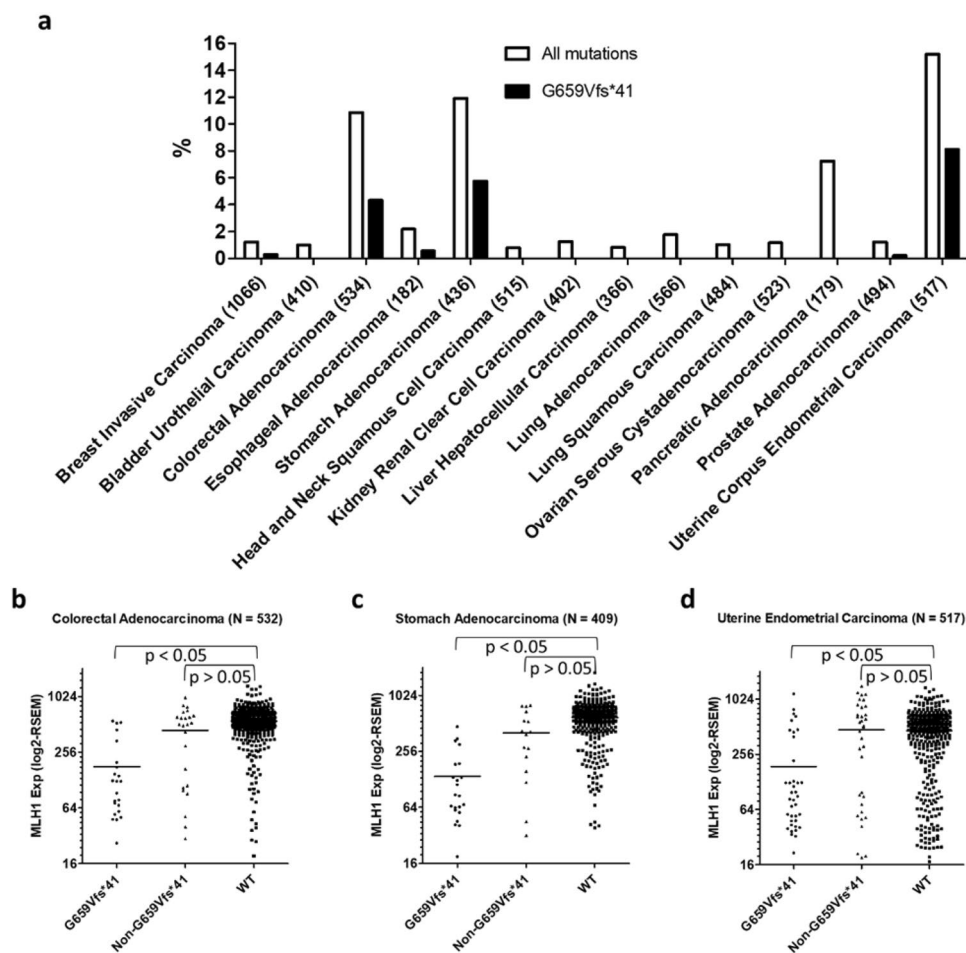 a
16
14
12
10
8
6
4
2
0
%
All mutations
G659Vfs*41
Breast Invasive Carcinoma (1066)
Bladder Urothelial Carcinoma (410)
Colorectal Adenocarcinoma (534)
Esophageal Adenocarcinoma (182)
Stomach Adenocarcinoma (436)
Head and Neck Squamous Cell Carcinoma (515)
Kidney Renal Clear Cell Carcinoma (402)
Liver Hepatocellular Carcinoma (366)
Lung Adenocarcinoma (566)
Lung Squamous Carcinoma (484)
Ovarian Serous Cystadenocarcinoma (523)
Pancreatic Adenocarcinoma (179)
Prostate Adenocarcinoma (494)
Uterine Corpus Endometrial Carcinoma (517)
b
Colorectal Adenocarcinoma (N = 532)
p < 0.05
p > 0.05
1024
256
64
16
MLH1 Exp (log2-RSEM)
G659Vfs*41
Non-G659Vfs*41
WT
c
Stomach Adenocarcinoma (N = 409)
p < 0.05
p > 0.05
1024
256
64
16
MLH1 Exp (log2-RSEM)
G659Vfs*41
Non-G659Vfs*41
WT
d
Uterine Endometrial Carcinoma (N = 517)
p < 0.05
p > 0.05
1024
256
64
16
MLH1 Exp (log2-RSEM)
G659Vfs*41
Non-G659Vfs*41
WT